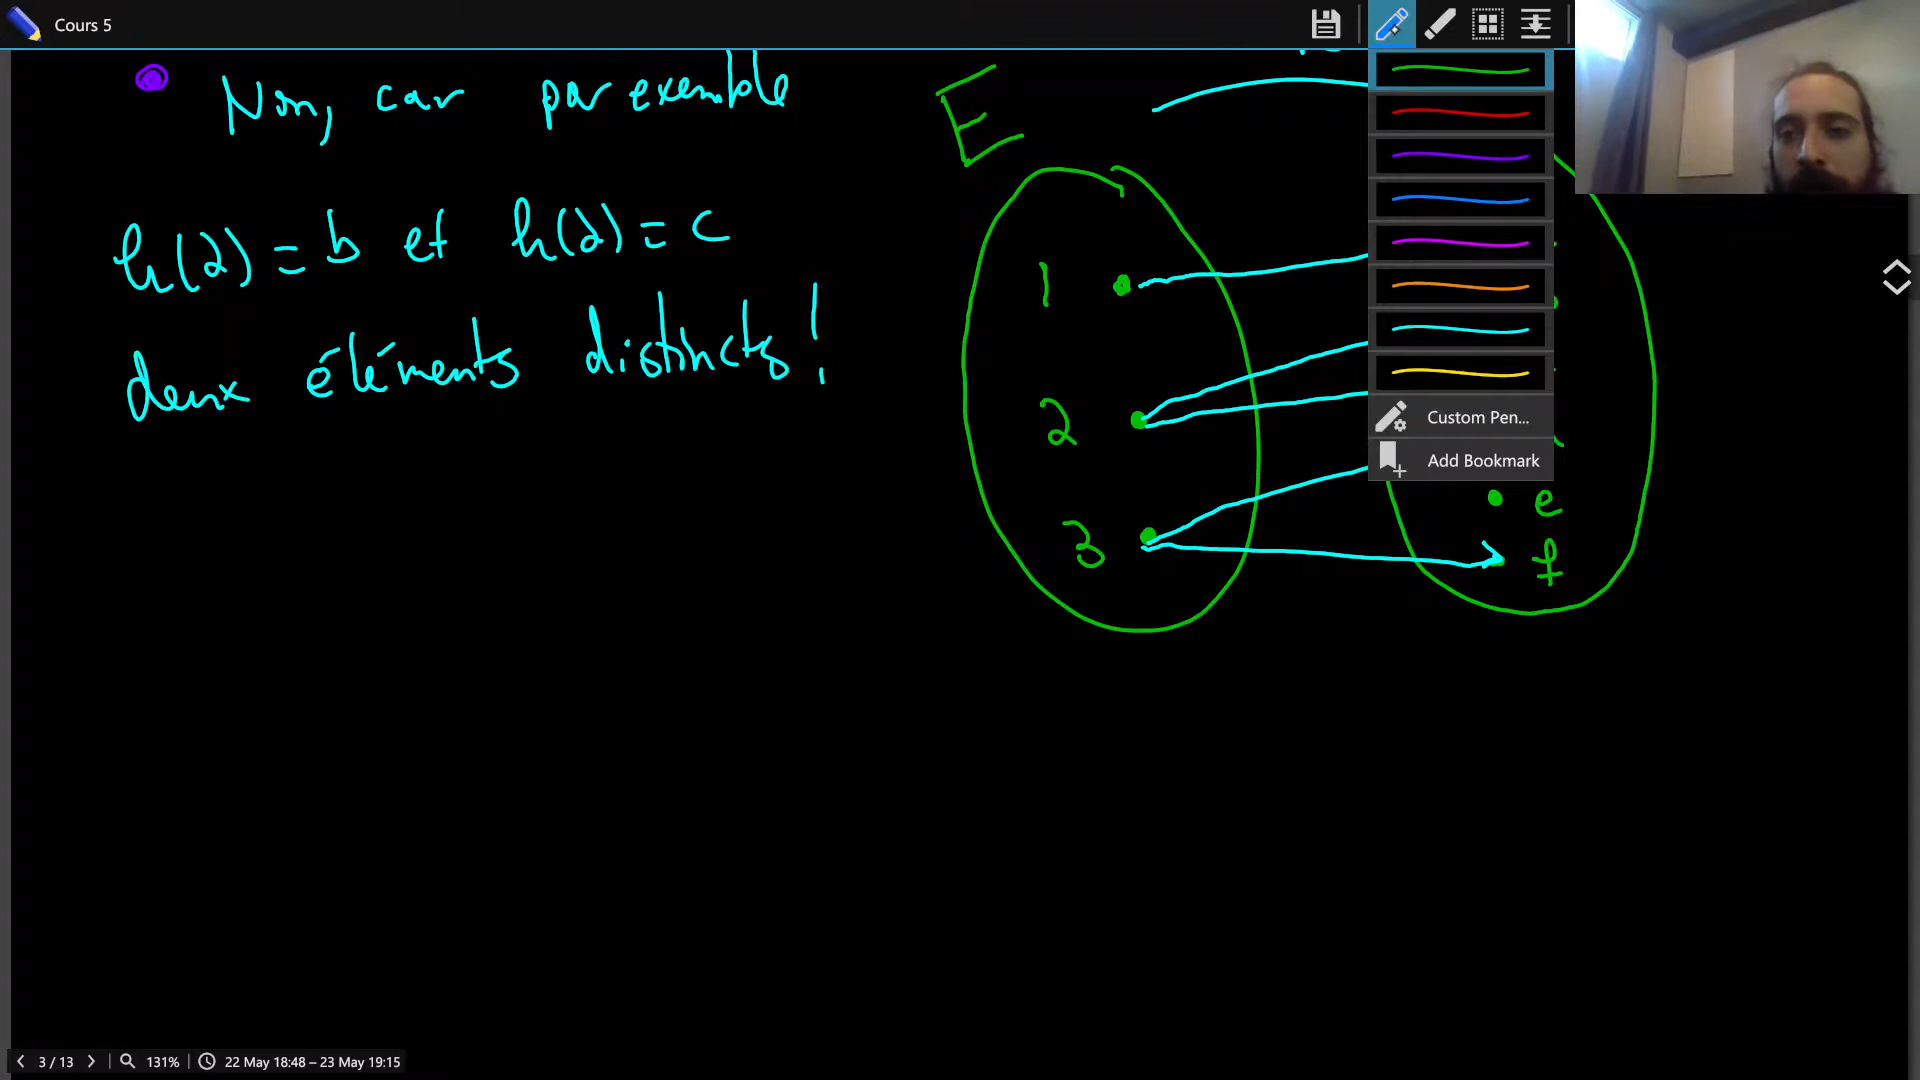 Cours 5
Non, car par exemple
h(2) = b et h(2) = c
deux éléments distincts!
E
1
2
3
e
f
Custom Pen...
Add Bookmark
3 / 13
131%
22 May 18:48 – 23 May 19:15